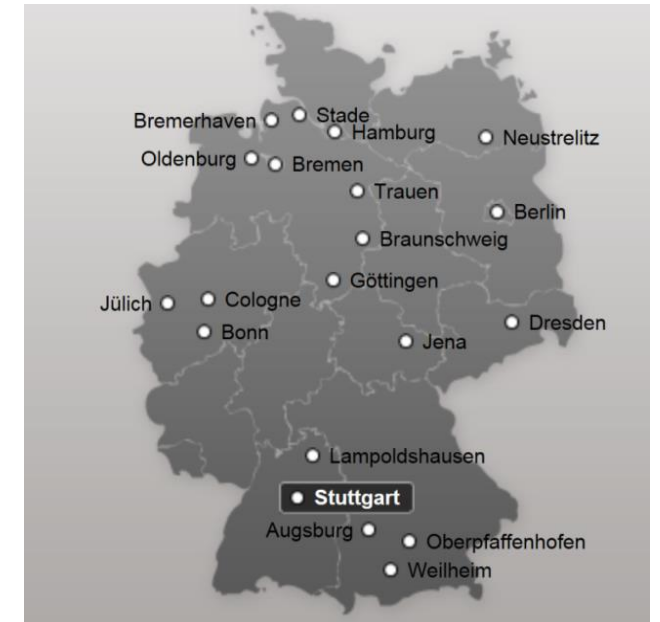 Stade
Bremerhaven
Hamburg
Neustrelitz
Oldenburg
Bremen
Trauen
Berlin
Braunschweig
Göttingen
Cologne
Jülich
Dresden
Bonn
Jena
Lampoldshausen
Stuttgart
Augsburg
Oberpfaffenhofen
Weilheim